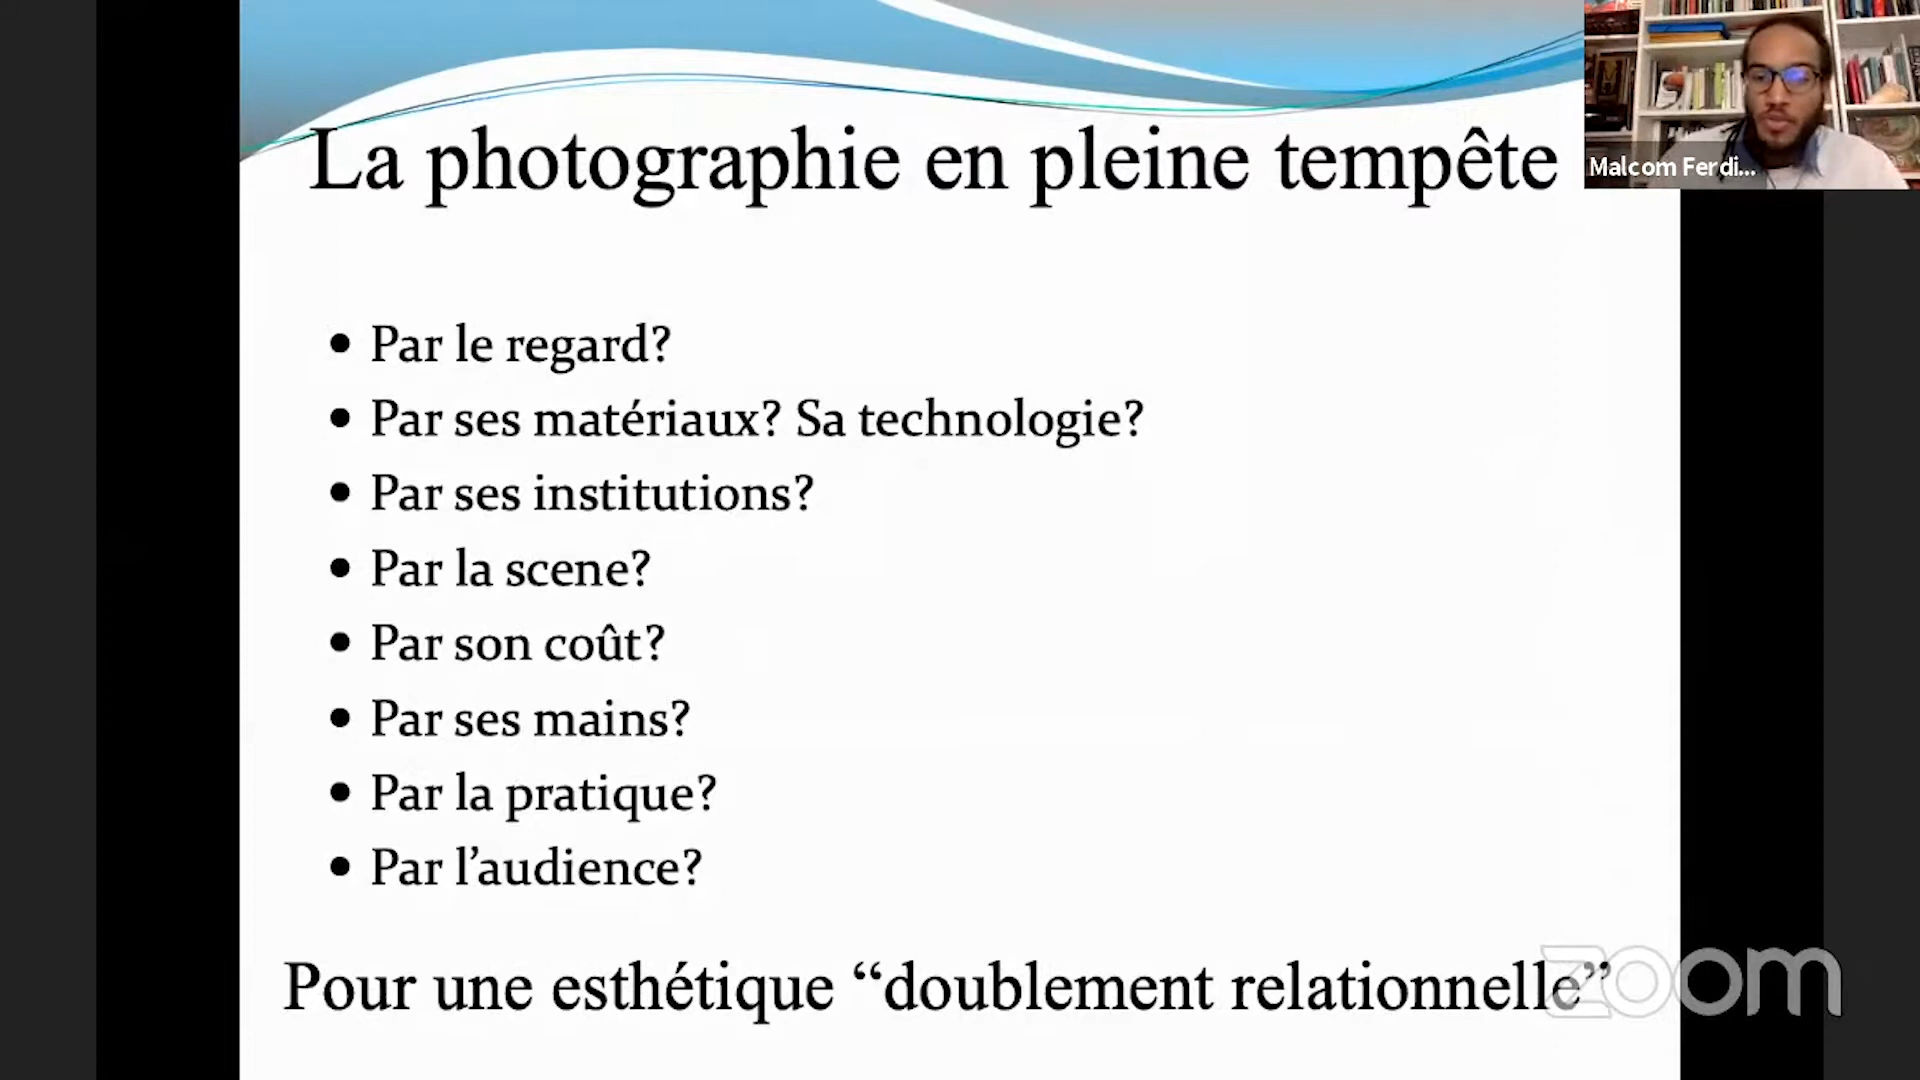 La photographie en pleine tempête
Malcom Ferdi...
• Par le regard?
• Par ses matériaux? Sa technologie?
• Par ses institutions?
• Par la scene?
• Par son coût?
• Par ses mains?
• Par la pratique?
• Par l’audience?
Pour une esthétique “doublement relationnelle”
zoom